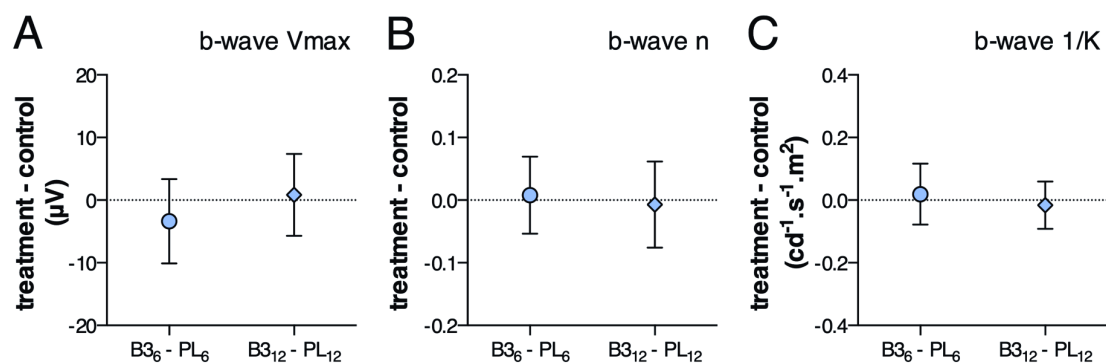 A
b-wave Vmax
treatment - control
(µV)
20
10
0
-10
-20
B3₆ - PL₆
B3₁₂ - PL₁₂
B
b-wave n
treatment - control
0.2
0.1
0.0
-0.1
-0.2
B3₆ - PL₆
B3₁₂ - PL₁₂
C
b-wave 1/K
treatment - control
(cd⁻¹.s⁻¹.m²)
0.4
0.2
0.0
-0.2
-0.4
B3₆ - PL₆
B3₁₂ - PL₁₂